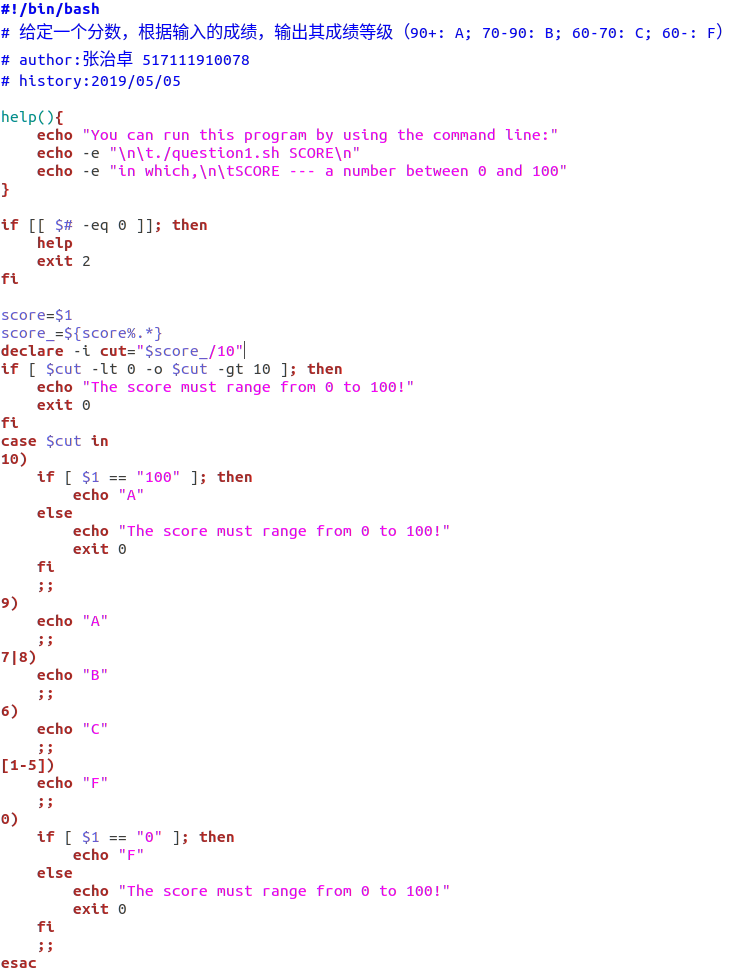 #!/bin/bash
# 给定一个分数，根据输入的成绩，输出其成绩等级（90+: A; 70-90: B; 60-70: C; 60-: F）
# author:张治卓 517111910078
# history:2019/05/05

help(){
    echo "You can run this program by using the command line:"
    echo -e "\n\t./question1.sh SCORE\n"
    echo -e "in which,\n\tSCORE --- a number between 0 and 100"
}

if [[ $# -eq 0 ]]; then
    help
    exit 2
fi

score=$1
score_=${score%.*}
declare -i cut="$score_/10"
if [ $cut -lt 0 -o $cut -gt 10 ]; then
    echo "The score must range from 0 to 100!"
    exit 0
fi
case $cut in
10)
    if [ $1 == "100" ]; then
        echo "A"
    else
        echo "The score must range from 0 to 100!"
        exit 0
    fi
    ;;
9)
    echo "A"
    ;;
7|8)
    echo "B"
    ;;
6)
    echo "C"
    ;;
[1-5])
    echo "F"
    ;;
0)
    if [ $1 == "0" ]; then
        echo "F"
    else
        echo "The score must range from 0 to 100!"
        exit 0
    fi
    ;;
esac